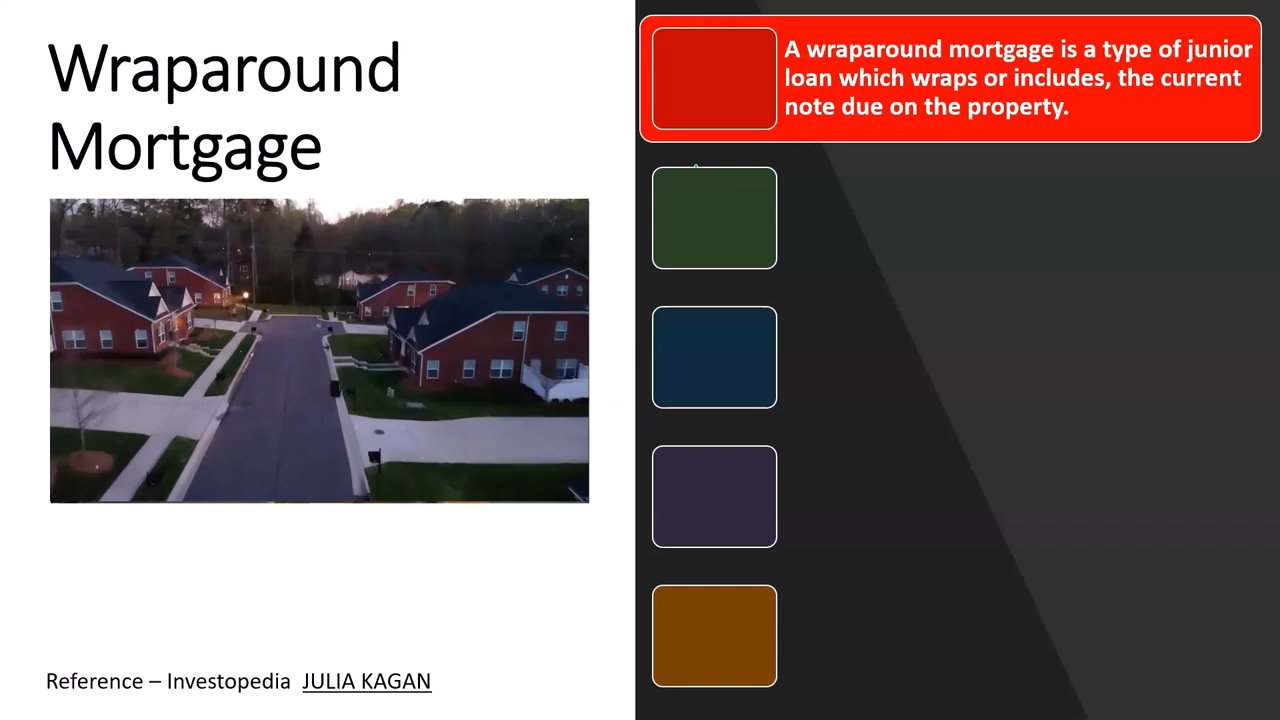 Wraparound
Mortgage
A wraparound mortgage is a type of junior
loan which wraps or includes, the current
note due on the property.
Reference – Investopedia JULIA KAGAN